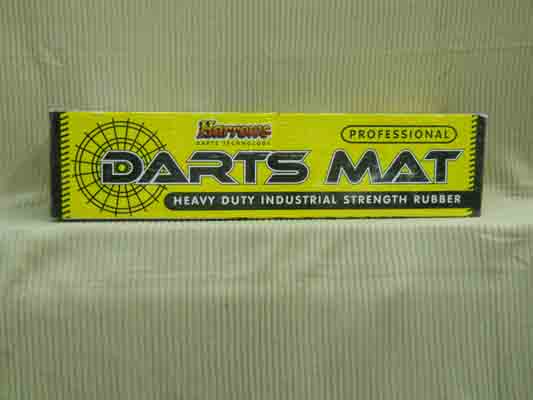 Harrows
DARTS TECHNOLOGY
PROFESSIONAL
DARTS MAT
HEAVY DUTY INDUSTRIAL STRENGTH RUBBER